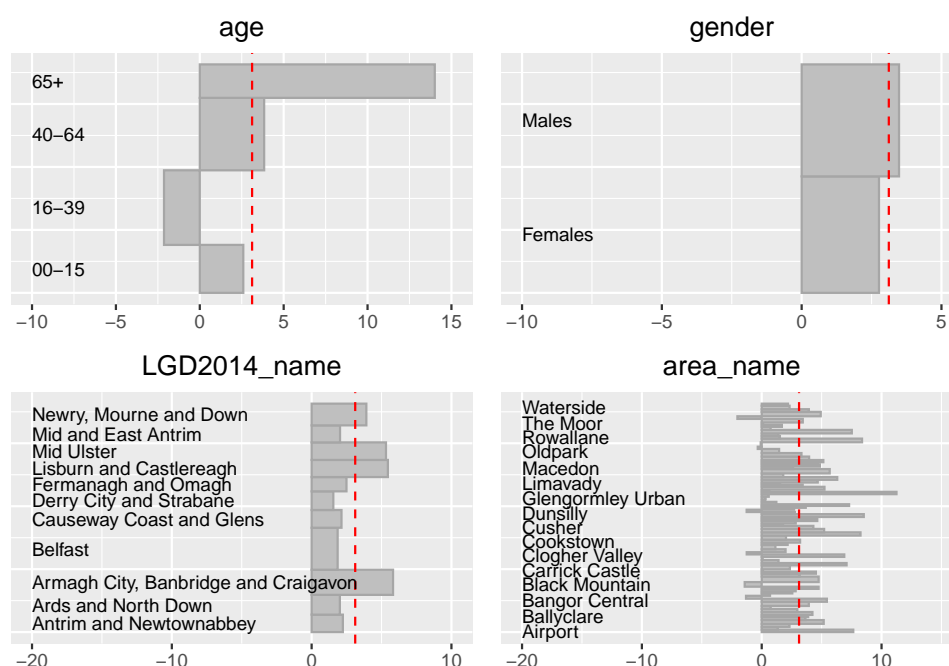 age
65+
40−64
16−39
00−15
−10 −5 0 5 10 15
gender
Males
Females
−10 −5 0 5
LGD2014_name
Newry, Mourne and Down
Mid and East Antrim
Mid Ulster
Lisburn and Castlereagh
Fermanagh and Omagh
Derry City and Strabane
Causeway Coast and Glens
Belfast
Armagh City, Banbridge and Craigavon
Ards and North Down
Antrim and Newtownabbey
−20 −10 0 10
area_name
Waterside
The Moor
Rowallane
Oldpark
Macedon
Limavady
Glengormley Urban
Dunsilly
Cusher
Cookstown
Clogher Valley
Carrick Castle
Black Mountain
Bangor Central
Ballyclare
Airport
−20 −10 0 10